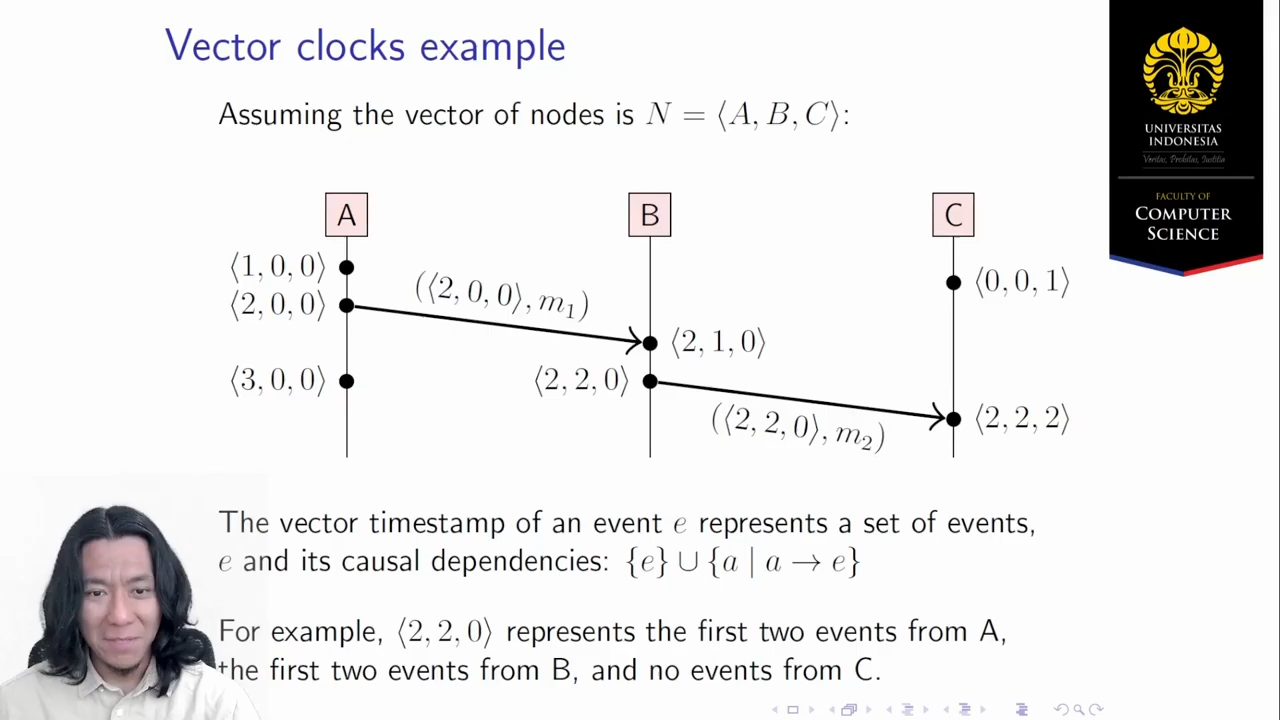 Vector clocks example
Assuming the vector of nodes is N = ⟨A, B, C⟩:
UNIVERSITAS
INDONESIA
Veritas, Probitas, Iustitia
FACULTY OF
COMPUTER
SCIENCE
A
B
C
⟨1, 0, 0⟩
⟨0, 0, 1⟩
⟨2, 0, 0⟩
(⟨2, 0, 0⟩, m₁)
⟨2, 1, 0⟩
⟨3, 0, 0⟩
⟨2, 2, 0⟩
(⟨2, 2, 0⟩, m₂)
⟨2, 2, 2⟩
The vector timestamp of an event e represents a set of events,
e and its causal dependencies: {e} ∪ {a | a → e}
For example, ⟨2, 2, 0⟩ represents the first two events from A,
the first two events from B, and no events from C.